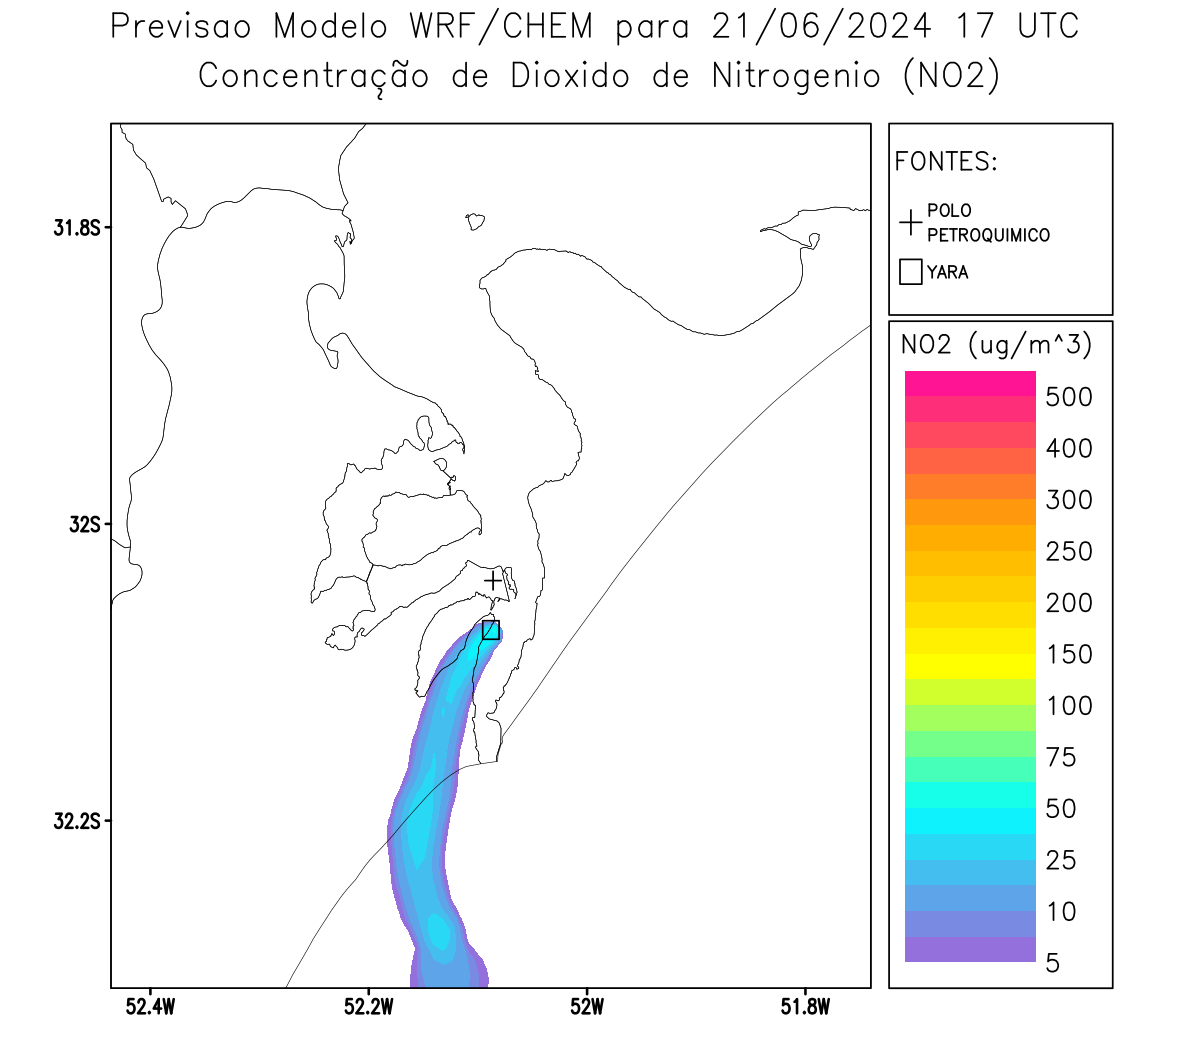 Previsao Modelo WRF/CHEM para 21/06/2024 17 UTC
Concentração de Dioxido de Nitrogenio (NO2)
FONTES:
POLO
PETROQUIMICO
YARA
NO2 (ug/m^3)
500
400
300
250
200
150
100
75
50
25
10
5
31.8S
32S
32.2S
52.4W
52.2W
52W
51.8W